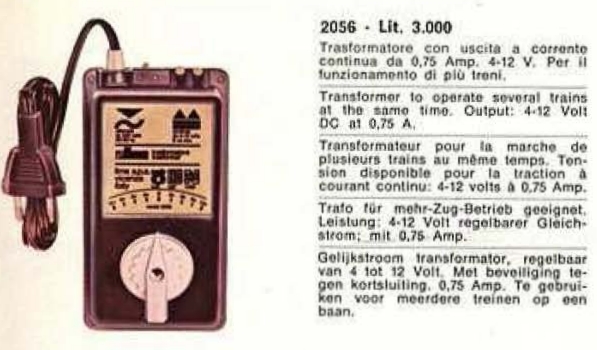 2056 - Lit. 3.000
Trasformatore con uscita a corrente
continua da 0,75 Amp. 4-12 V. Per il
funzionamento di più treni.
Transformer to operate several trains
at the same time. Output: 4-12 Volt
DC at 0,75 A.
Transformateur pour la marche de
plusieurs trains au même temps. Ten-
sion disponible pour la traction à
courant continu: 4-12 volts à 0,75 Amp.
Trafo für mehr-Zug-Betrieb geeignet.
Leistung: 4-12 Volt regelbarer Gleich-
strom; mit 0,75 Amp.
Gelijkstroom transformator, regelbaar
van 4 tot 12 Volt. Met beveiliging te-
gen kortsluiting. 0,75 Amp. Te gebrui-
ken voor meerdere treinen op een
baan.
lima s.p.a.
vicenza
italy